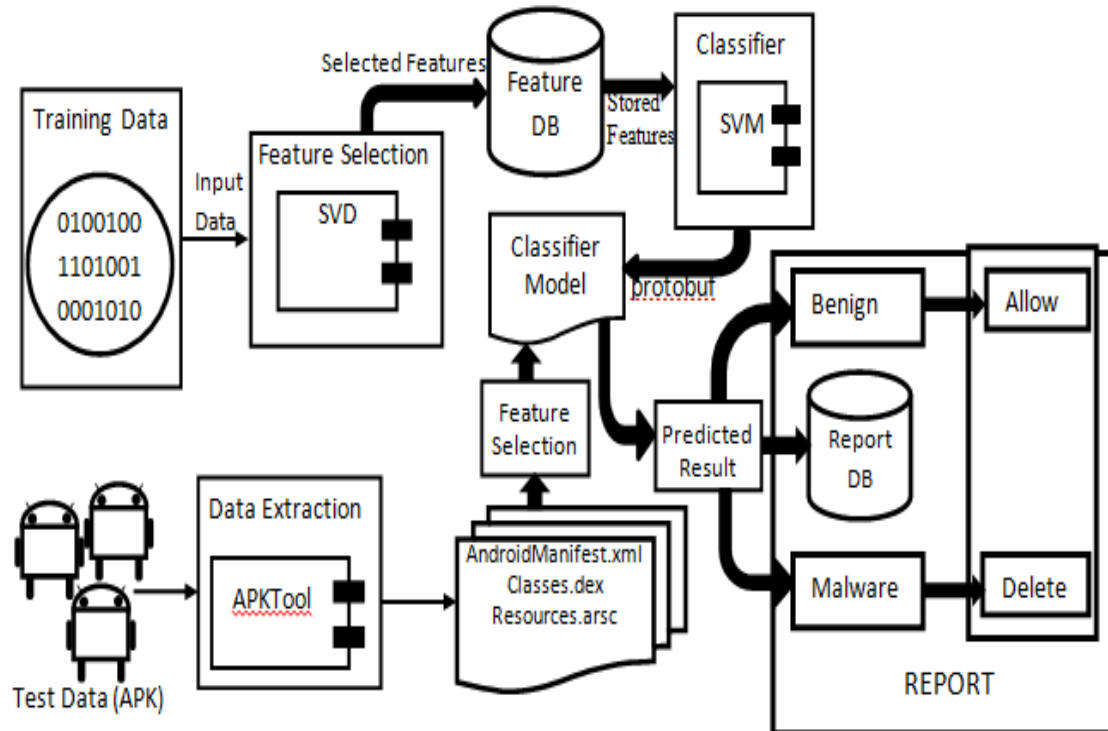 Training Data
0100100
1101001
0001010
Input
Data
Feature Selection
SVD
Selected Features
Feature
DB
Stored
Features
Classifier
SVM
protobuf
Classifier
Model
Feature
Selection
Test Data (APK)
Data Extraction
APKTool
AndroidManifest.xml
Classes.dex
Resources.arsc
Predicted
Result
Benign
Allow
Report
DB
Malware
Delete
REPORT